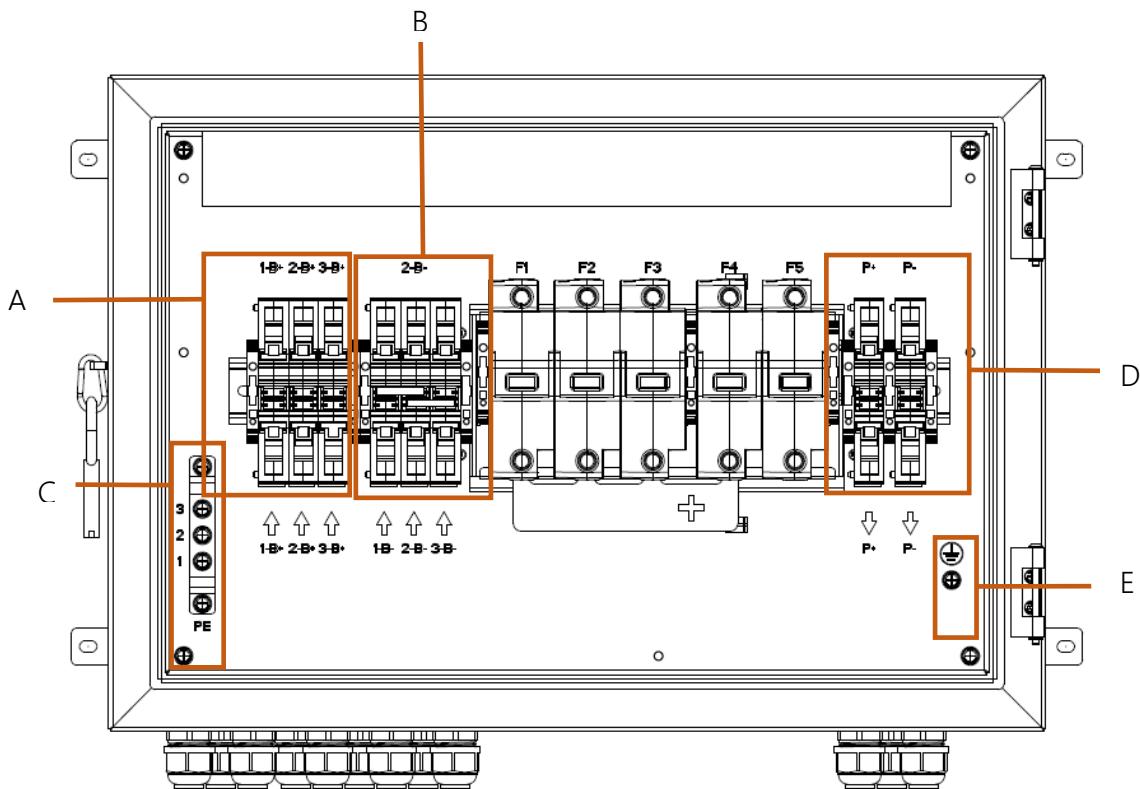 B
1-B+ 2-B+ 3-B+ 2-B- F1 F2 F3 F4 F5 P+ P-
A
D
C
3
2
1
PE
1-B+ 2-B+ 3-B+ 1-B- 2-B- 3-B- P+ P-
E